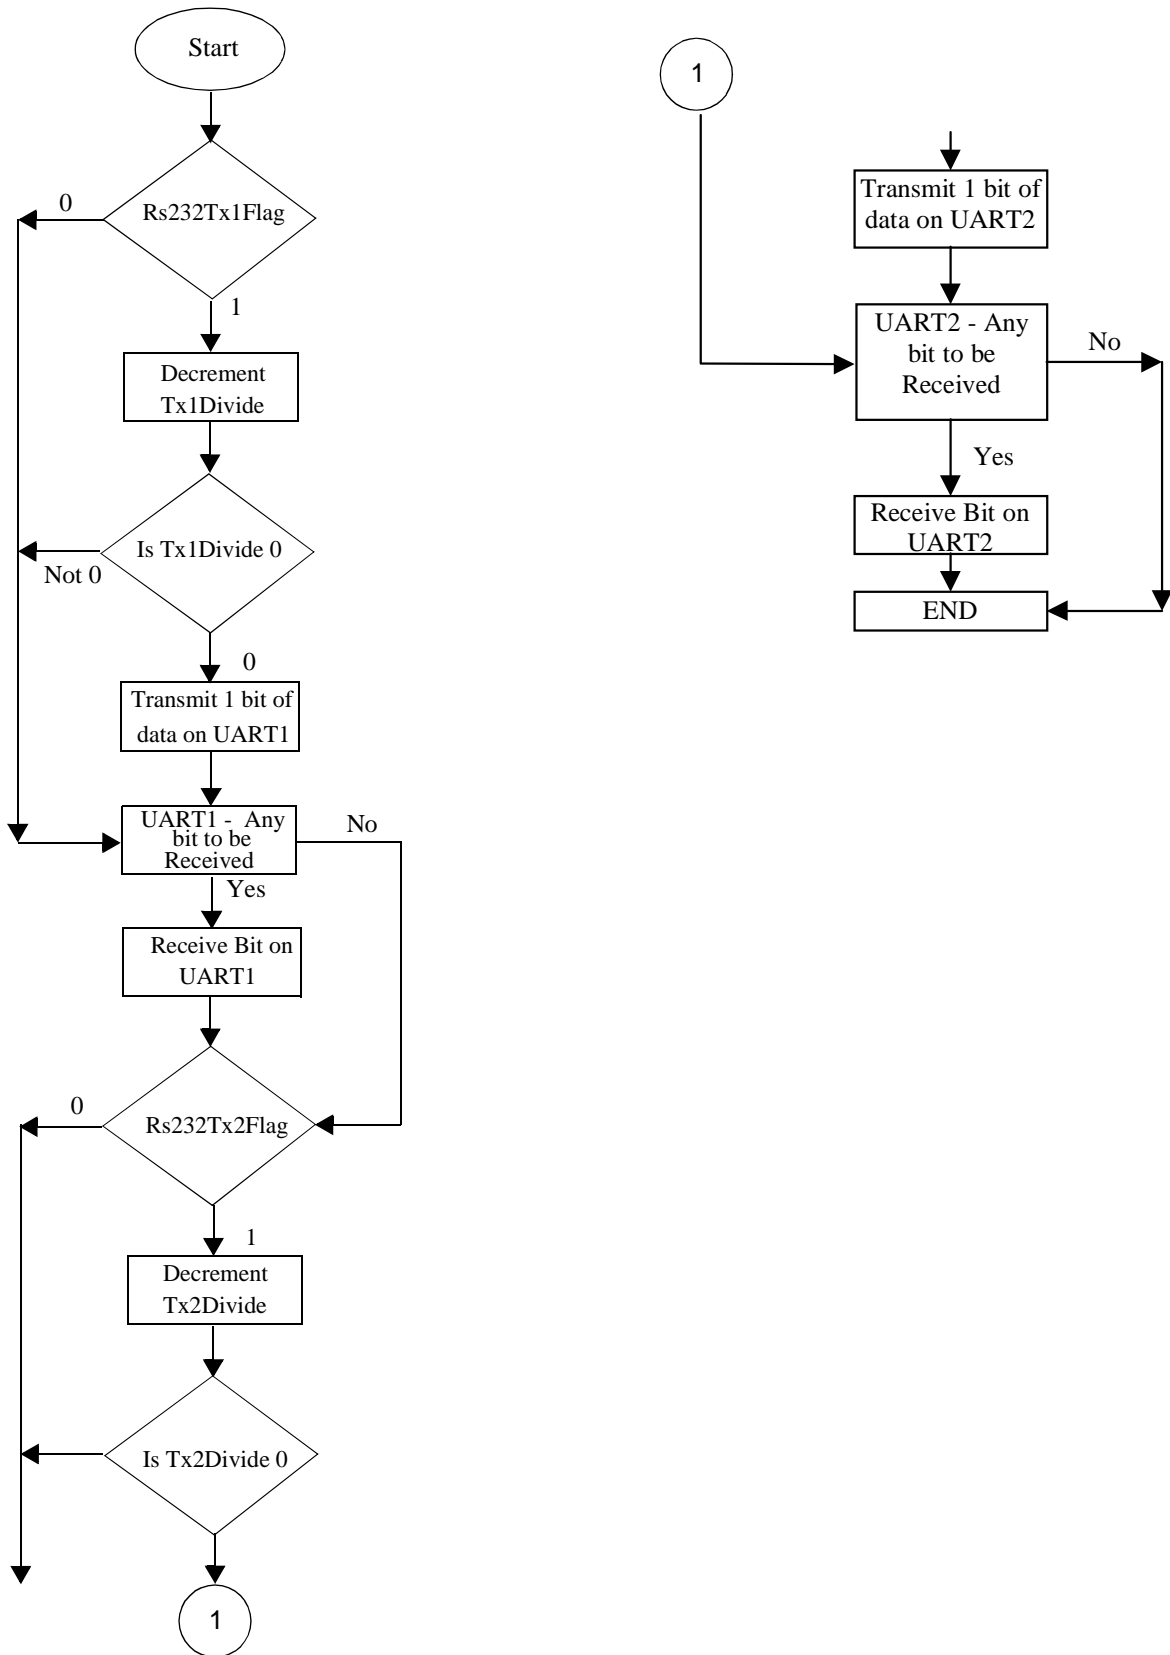 Start
Rs232Tx1Flag
0
1
Decrement
Tx1Divide
Is Tx1Divide 0
Not 0
0
Transmit 1 bit of
data on UART1
UART1 - Any
bit to be
Received
No
Yes
Receive Bit on
UART1
Rs232Tx2Flag
0
1
Decrement
Tx2Divide
Is Tx2Divide 0
1
1
Transmit 1 bit of
data on UART2
UART2 - Any
bit to be
Received
No
Yes
Receive Bit on
UART2
END